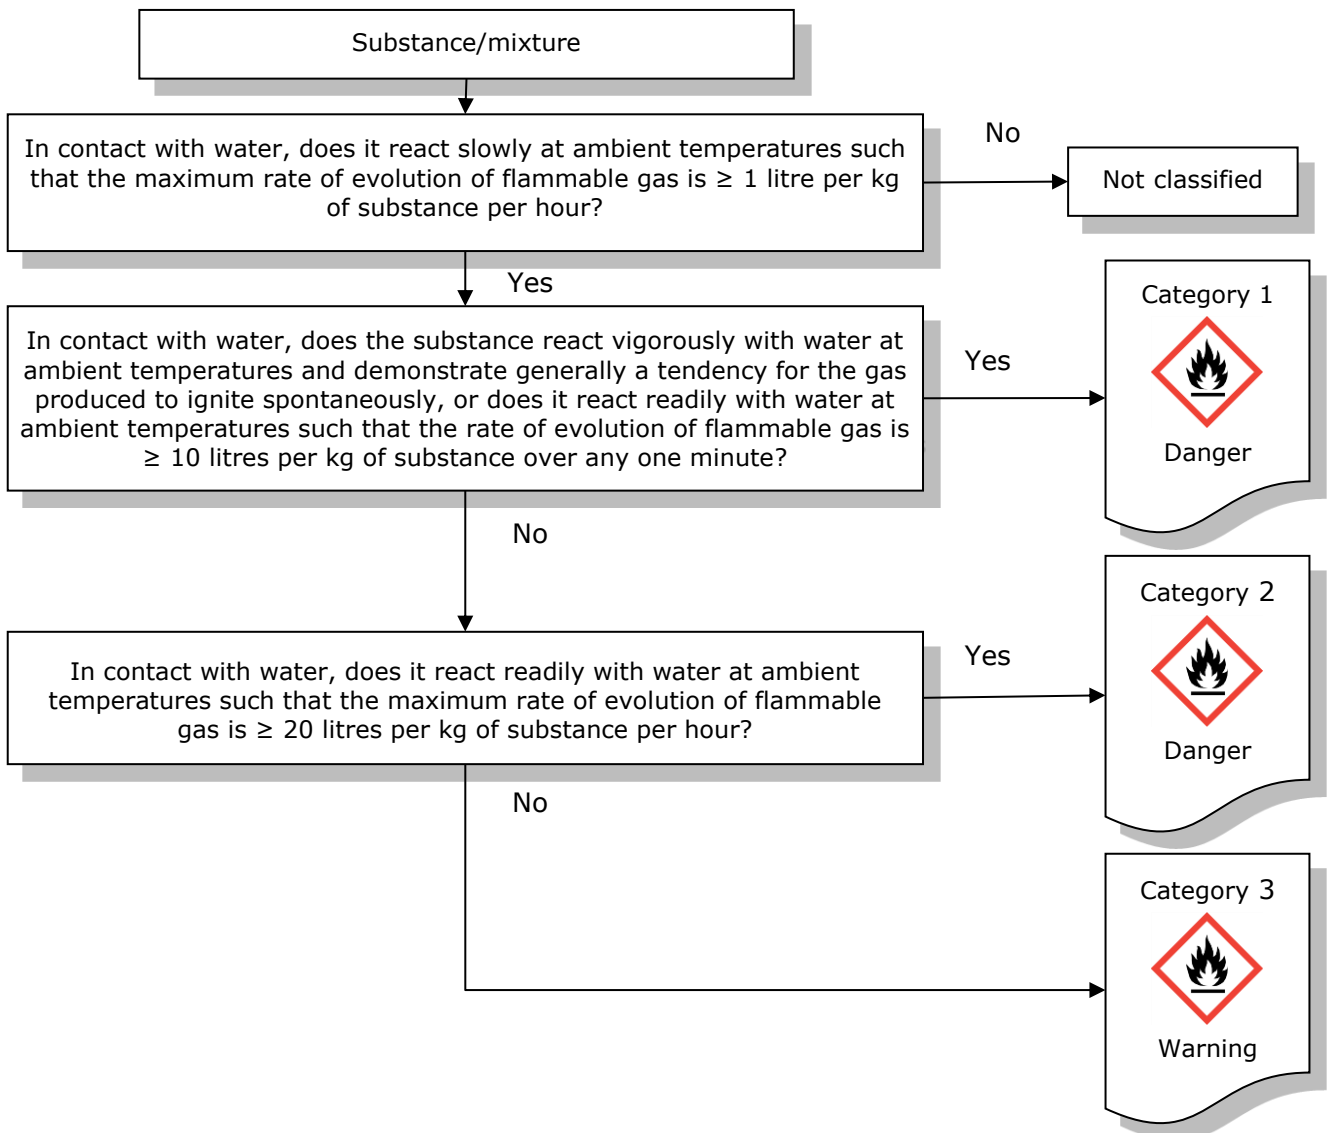 Substance/mixture
In contact with water, does it react slowly at ambient temperatures such
that the maximum rate of evolution of flammable gas is ≥ 1 litre per kg
of substance per hour?
No
Not classified
Yes
In contact with water, does the substance react vigorously with water at
ambient temperatures and demonstrate generally a tendency for the gas
produced to ignite spontaneously, or does it react readily with water at
ambient temperatures such that the rate of evolution of flammable gas is
≥ 10 litres per kg of substance over any one minute?
Yes
Category 1
Danger
No
In contact with water, does it react readily with water at ambient
temperatures such that the maximum rate of evolution of flammable
gas is ≥ 20 litres per kg of substance per hour?
Yes
Category 2
Danger
No
Category 3
Warning